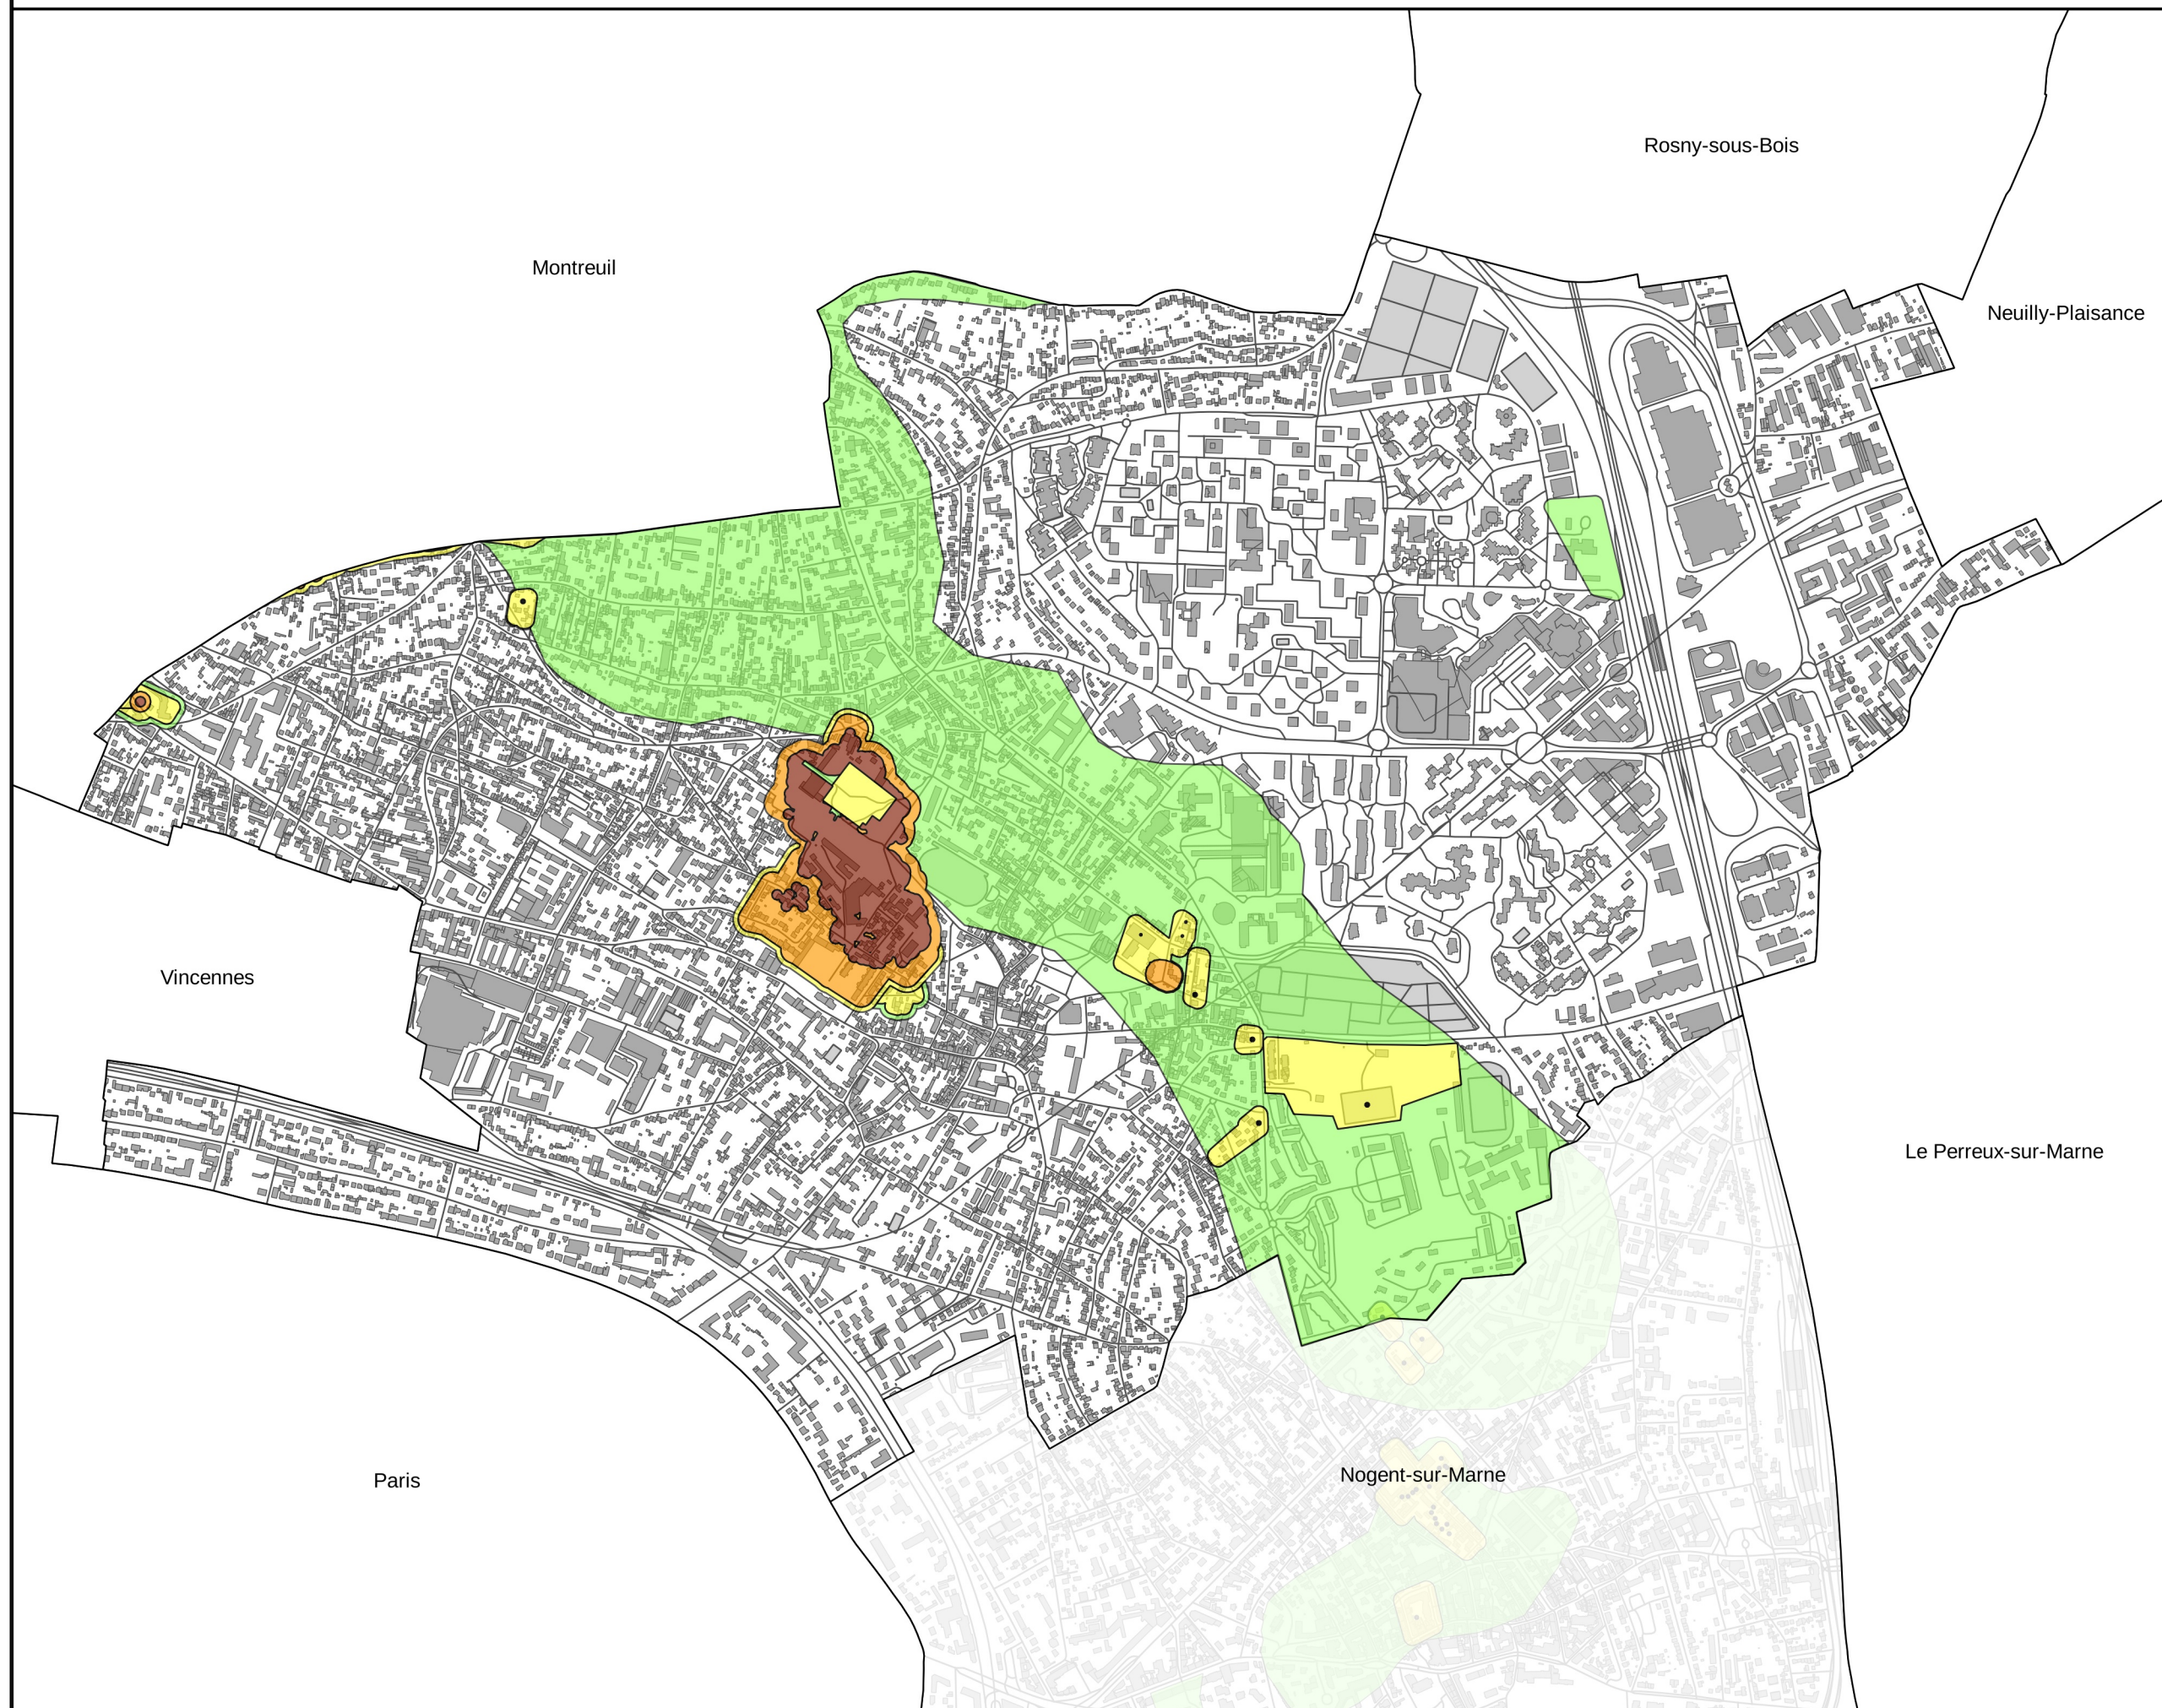 Rosny-sous-Bois
Montreuil
Neuilly-Plaisance
Vincennes
Le Perreux-sur-Marne
Nogent-sur-Marne
Paris